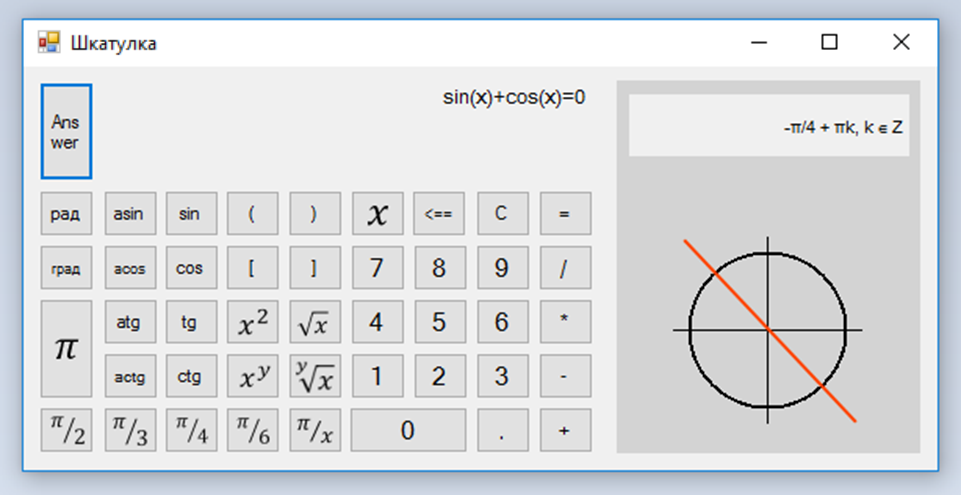 Шкатулка
Ans
wer
sin(x)+cos(x)=0
-π/4 + πk, k ∈ Z
рад asin sin ( ) x <== C =
град acos cos [ ] 7 8 9 /
π atg tg x² √x 4 5 6 *
actg ctg xʸ ʸ√x 1 2 3 -
π/2 π/3 π/4 π/6 π/x 0 . +